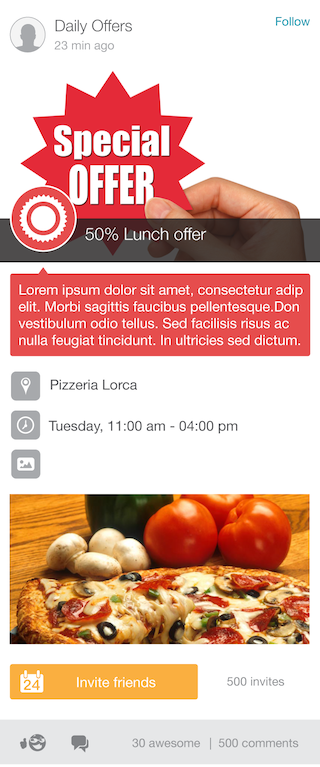 Daily Offers
Follow
23 min ago
Special
OFFER
50% Lunch offer
Lorem ipsum dolor sit amet, consectetur adip
elit. Morbi sagittis faucibus pellentesque.Don
vestibulum odio tellus. Sed facilisis risus ac
nulla feugiat tincidunt. In ultricies sed dictum.
Pizzeria Lorca
Tuesday, 11:00 am - 04:00 pm
24 Invite friends
500 invites
30 awesome | 500 comments